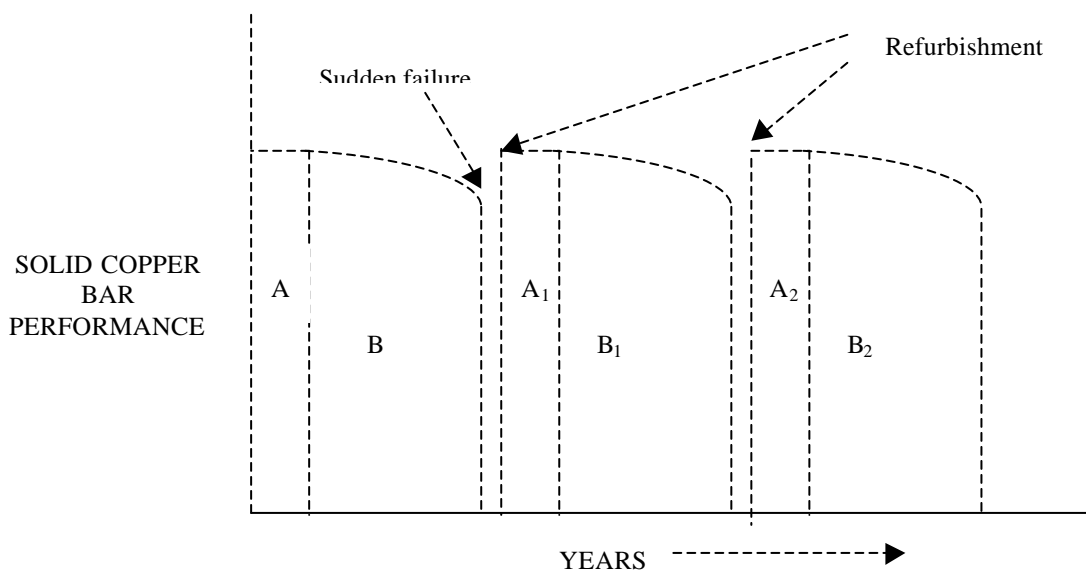 Refurbishment
Sudden failure
SOLID COPPER
BAR
PERFORMANCE
A
B
A₁
B₁
A₂
B₂
YEARS